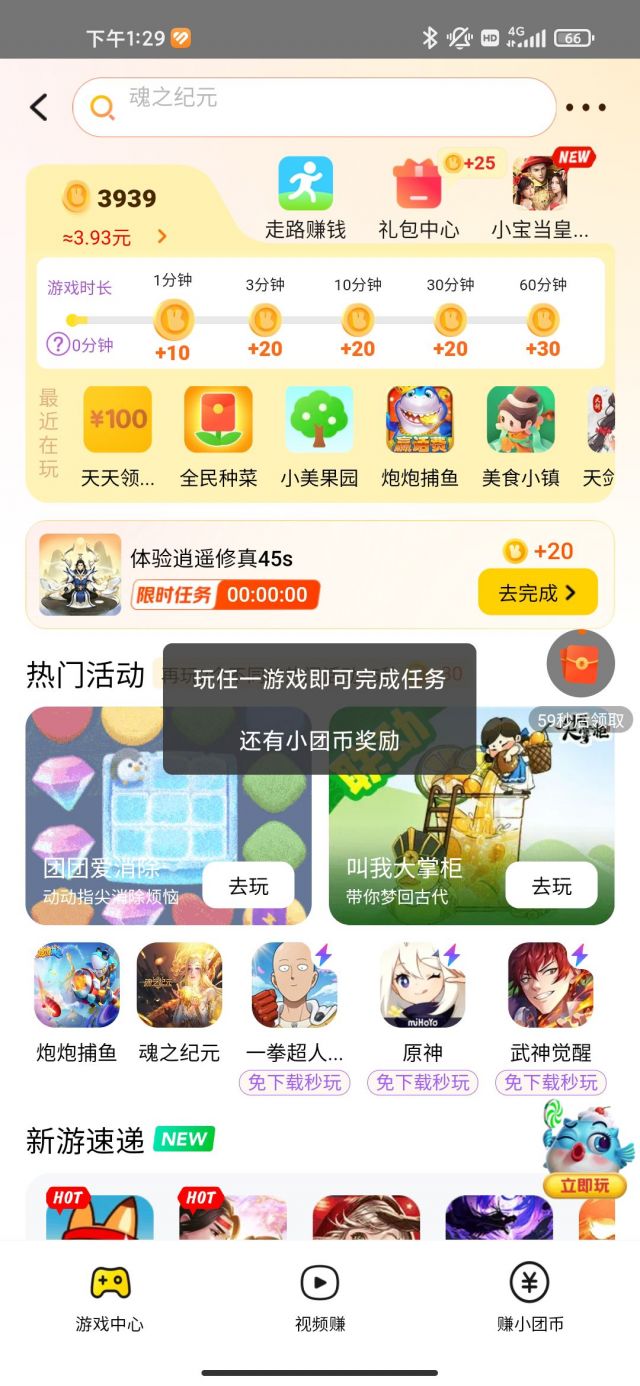 下午1:29
HD 4G 66
魂之纪元
3939
≈3.93元
走路赚钱
礼包中心
+25
小宝当皇...
NEW
游戏时长
0分钟
1分钟
+10
3分钟
+20
10分钟
+20
30分钟
+20
60分钟
+30
最近在玩
¥100
天天领...
全民种菜
小美果园
赢话费
炮炮捕鱼
美食小镇
天剑
体验逍遥修真45s
限时任务 00:00:00
+20
去完成
热门活动
玩任一游戏即可完成任务
还有小团币奖励
59秒后领取
团团爱消除
动动指尖消除烦恼
去玩
大掌柜
叫我大掌柜
带你梦回古代
去玩
炮炮捕鱼
魂之纪元
一拳超人...
免下载秒玩
miHoYo
原神
免下载秒玩
武神觉醒
免下载秒玩
新游速递 NEW
立即玩
HOT
HOT
游戏中心
视频赚
赚小团币